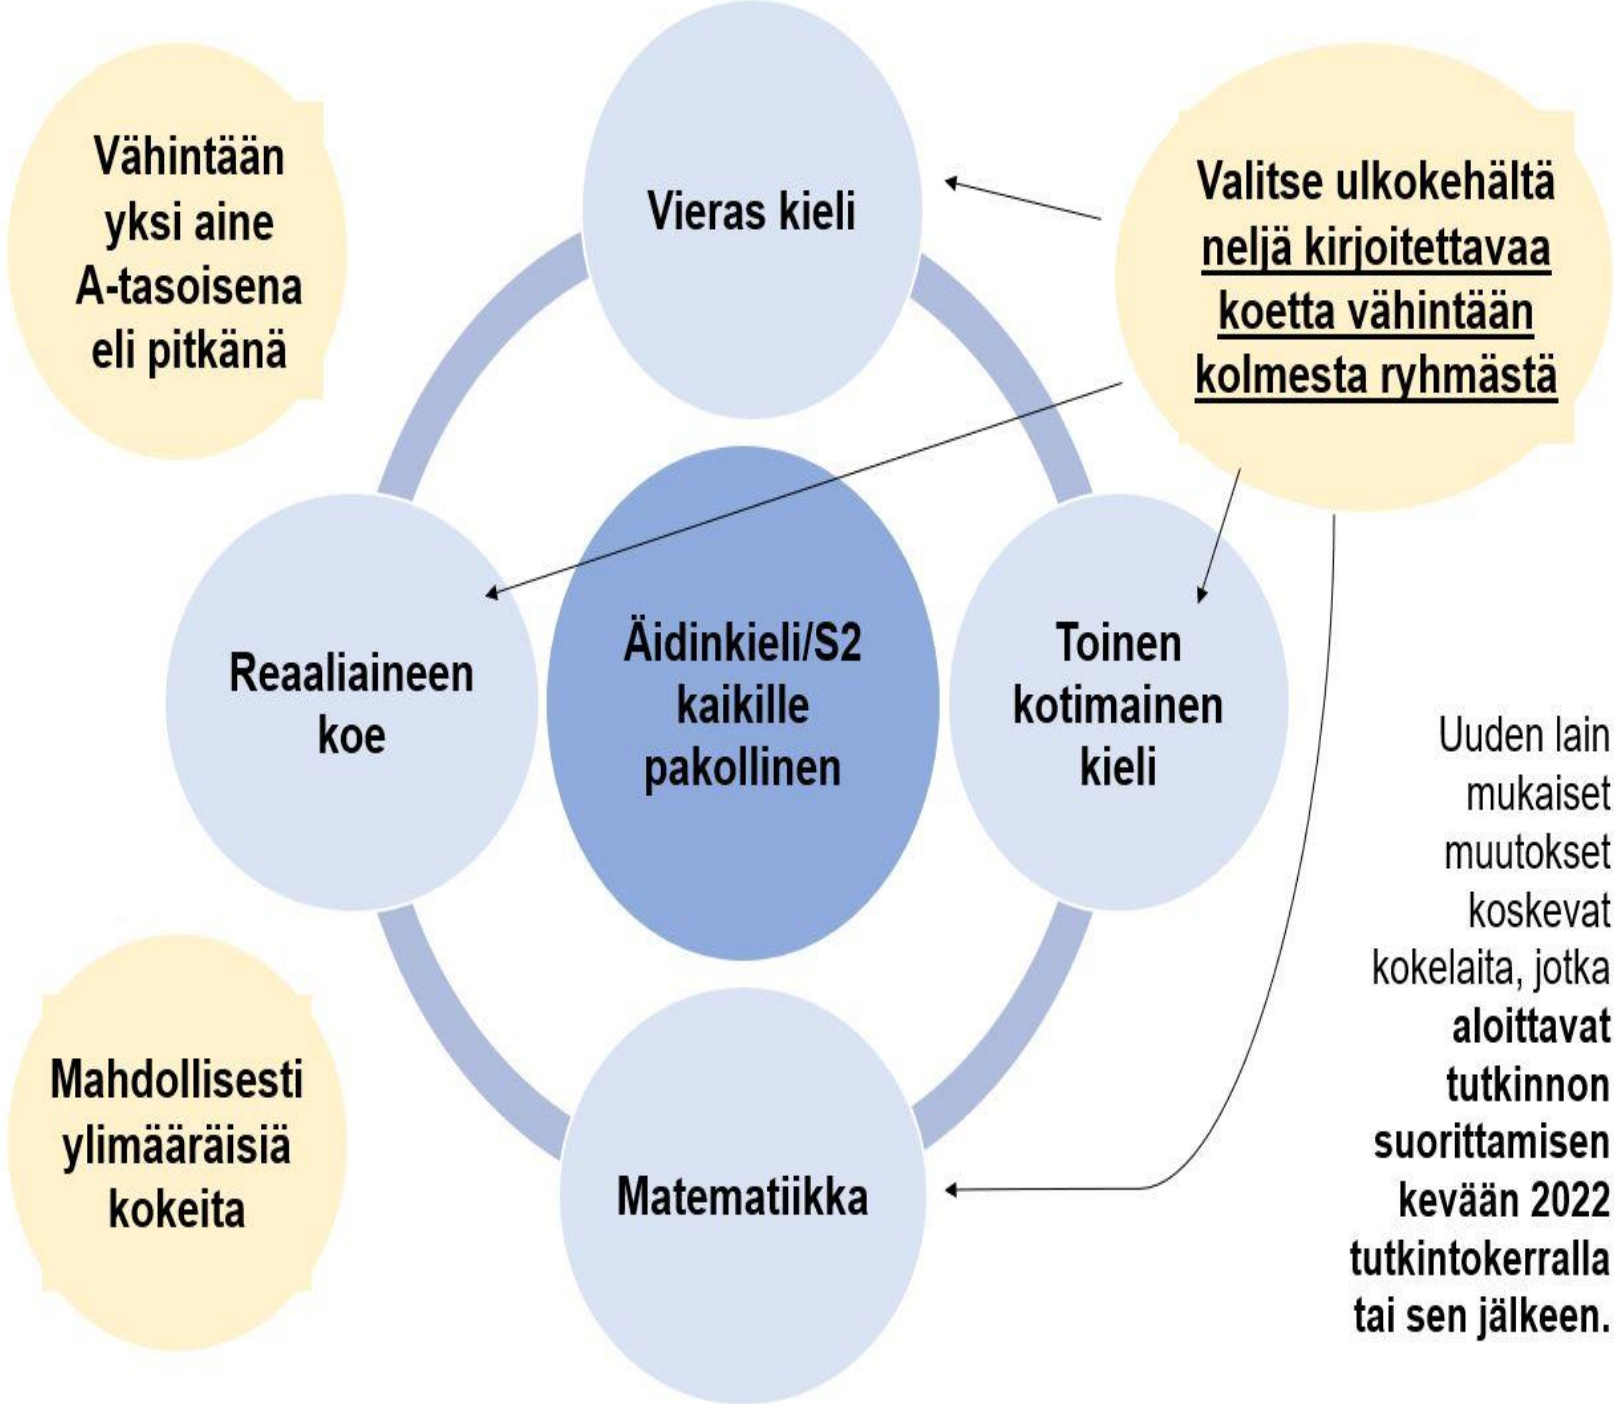 Vähintään
yksi aine
A-tasoisena
eli pitkänä
Vieras kieli
Valitse ulkokehältä
neljä kirjoitettavaa
koetta vähintään
kolmesta ryhmästä
Reaaliaineen
koe
Äidinkieli/S2
kaikille
pakollinen
Toinen
kotimainen
kieli
Mahdollisesti
ylimääräisiä
kokeita
Matematiikka
Uuden lain
mukaiset
muutokset
koskevat
kokelaita, jotka
aloittavat
tutkinnon
suorittamisen
kevään 2022
tutkintokerralla
tai sen jälkeen.